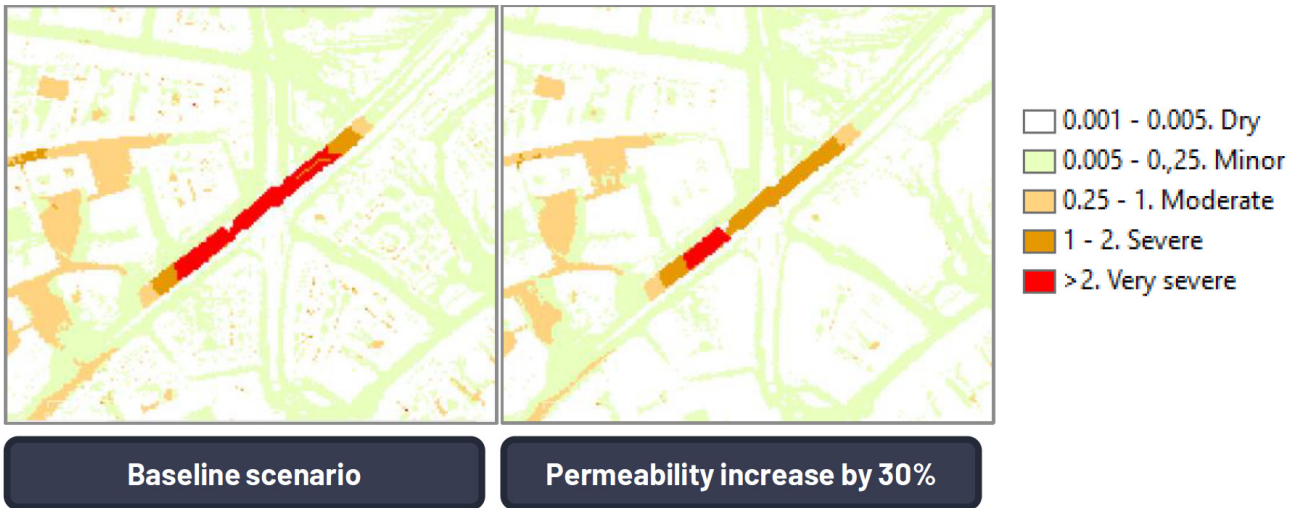 0.001 - 0.005. Dry
0.005 - 0.,25. Minor
0.25 - 1. Moderate
1 - 2. Severe
>2. Very severe
Baseline scenario
Permeability increase by 30%